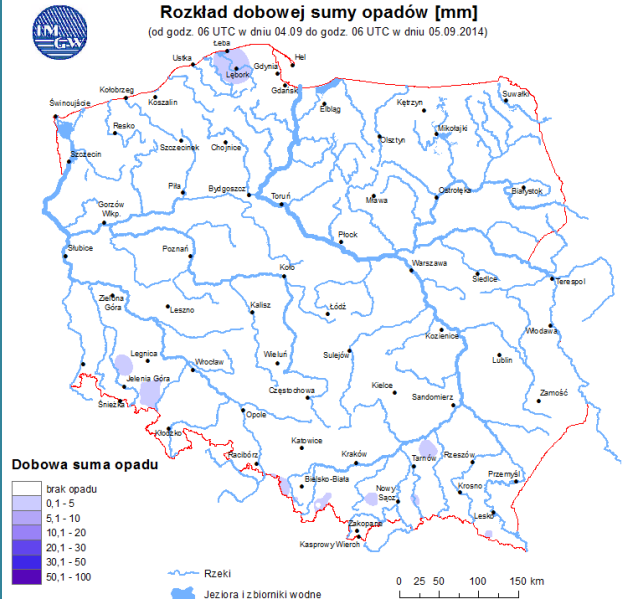 IM
GW
Rozkład dobowej sumy opadów [mm]
(od godz. 06 UTC w dniu 04.09 do godz. 06 UTC w dniu 05.09.2014)
Łeba
Ustka
Lębork
Gdynia
Hel
Gdańsk
Kołobrzeg
Koszalin
Elbląg
Kętrzyn
Suwałki
Świnoujście
Resko
Szczecinek
Chojnice
Olsztyn
Mikołajki
Szczecin
Piła
Bydgoszcz
Toruń
Mława
Ostrołęka
Białystok
Gorzów
Wlkp.
Płock
Słubice
Poznań
Koło
Warszawa
Siedlce
Terespol
Zielona
Góra
Leszno
Kalisz
Łódź
Kozienice
Włodawa
Legnica
Wrocław
Wieluń
Sulejów
Lublin
Jelenia Góra
Śnieżka
Częstochowa
Kielce
Sandomierz
Zamość
Opole
Kłodzko
Racibórz
Katowice
Kraków
Tarnów
Rzeszów
Przemyśl
Bielsko-Biała
Nowy
Sącz
Krosno
Lesko
Zakopane
Kasprowy Wierch
Dobowa suma opadu
brak opadu
0,1 - 5
5,1 - 10
10,1 - 20
20,1 - 30
30,1 - 50
50,1 - 100
Rzeki
Jeziora i zbiorniki wodne
0 25 50 100 150 km